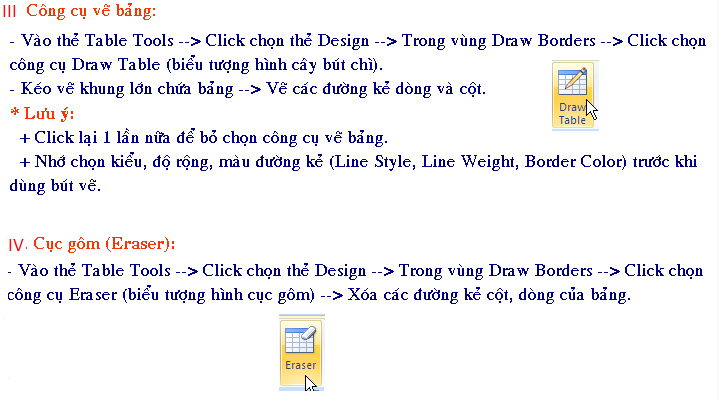 III Công cụ vẽ bảng:
- Vào thẻ Table Tools --> Click chọn thẻ Design --> Trong vùng Draw Borders --> Click chọn
công cụ Draw Table (biểu tượng hình cây bút chì).
- Kéo vẽ khung lớn chứa bảng --> Vẽ các đường kẻ dòng và cột.
Draw
Table
* Lưu ý:
+ Click lại 1 lần nữa để bỏ chọn công cụ vẽ bảng.
+ Nhớ chọn kiểu, độ rộng, màu đường kẻ (Line Style, Line Weight, Border Color) trước khi
dùng bút vẽ.
IV. Cục gôm (Eraser):
- Vào thẻ Table Tools --> Click chọn thẻ Design --> Trong vùng Draw Borders --> Click chọn
công cụ Eraser (biểu tượng hình cục gôm) --> Xóa các đường kẻ cột, dòng của bảng.
Eraser